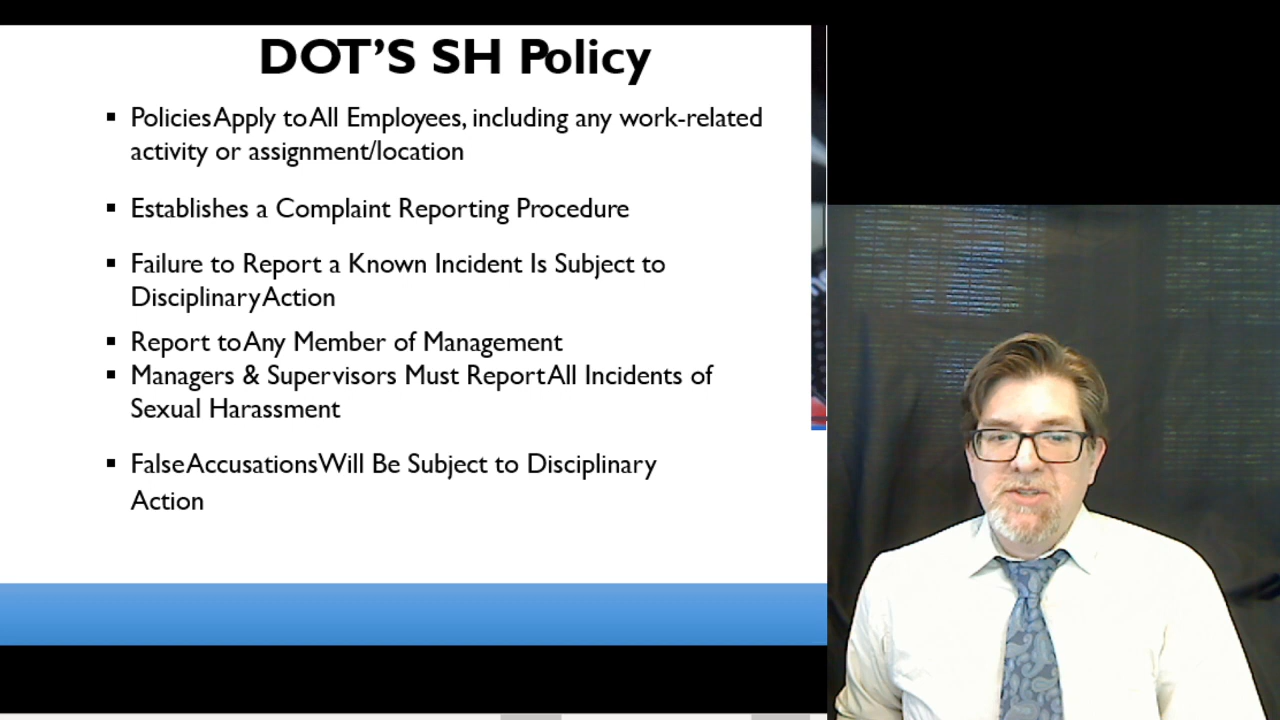 DOT’S SH Policy
▪ Policies Apply to All Employees, including any work-related
activity or assignment/location
▪ Establishes a Complaint Reporting Procedure
▪ Failure to Report a Known Incident Is Subject to
Disciplinary Action
▪ Report to Any Member of Management
▪ Managers & Supervisors Must Report All Incidents of
Sexual Harassment
▪ False Accusations Will Be Subject to Disciplinary
Action